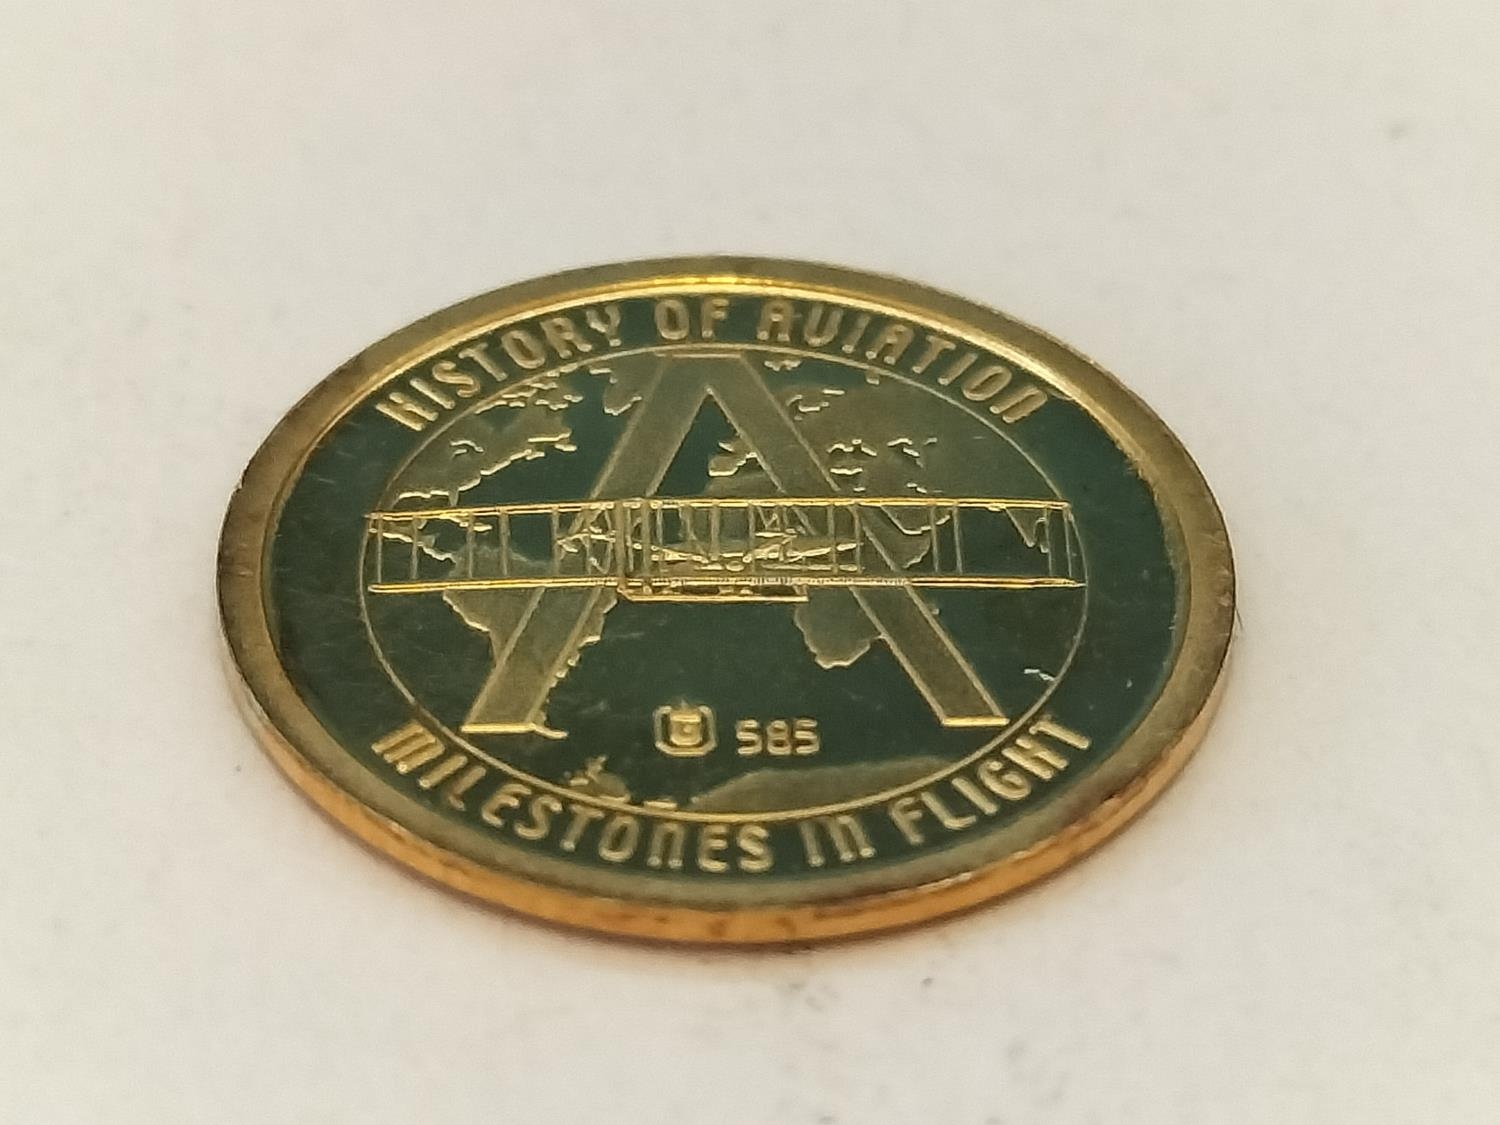 HISTORY OF AVIATION
A
585
MILESTONES IN FLIGHT